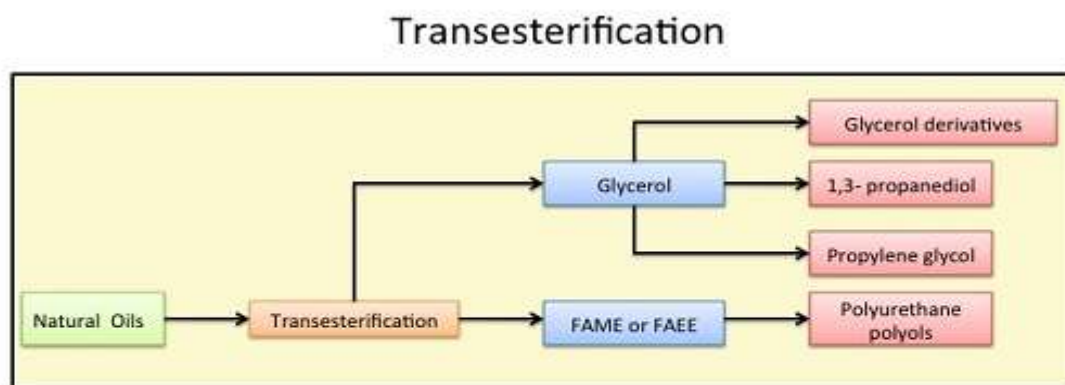 Transesterification
Glycerol derivatives
Glycerol
1,3- propanediol
Propylene glycol
Natural Oils
Transesterification
FAME or FAEE
Polyurethane
polyols